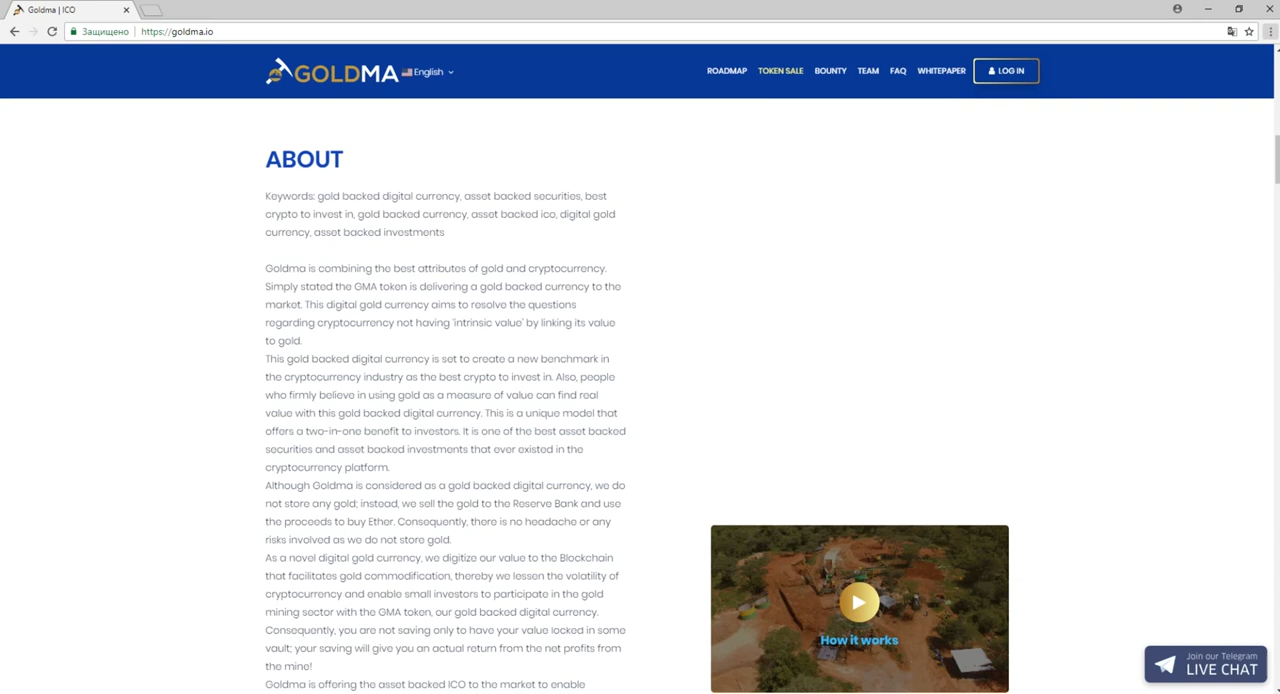 Goldma | ICO
Защищено
https://goldma.io
GOLDMA
English
ROADMAP
TOKEN SALE
BOUNTY
TEAM
FAQ
WHITEPAPER
LOG IN
ABOUT
Keywords: gold backed digital currency, asset backed securities, best
crypto to invest in, gold backed currency, asset backed ico, digital gold
currency, asset backed investments
Goldma is combining the best attributes of gold and cryptocurrency.
Simply stated the GMA token is delivering a gold backed currency to the
market. This digital gold currency aims to resolve the questions
regarding cryptocurrency not having 'intrinsic value' by linking its value
to gold.
This gold backed digital currency is set to create a new benchmark in
the cryptocurrency industry as the best crypto to invest in. Also, people
who firmly believe in using gold as a measure of value can find real
value with this gold backed digital currency. This is a unique model that
offers a two-in-one benefit to investors. It is one of the best asset backed
securities and asset backed investments that ever existed in the
cryptocurrency platform.
Although Goldma is considered as a gold backed digital currency, we do
not store any gold; instead, we sell the gold to the Reserve Bank and use
the proceeds to buy Ether. Consequently, there is no headache or any
risks involved as we do not store gold.
As a novel digital gold currency, we digitize our value to the Blockchain
that facilitates gold commodification, thereby we lessen the volatility of
cryptocurrency and enable small investors to participate in the gold
mining sector with the GMA token, our gold backed digital currency.
Consequently, you are not saving only to have your value locked in some
vault; your saving will give you an actual return from the net profits from
the mine!
Goldma is offering the asset backed ICO to the market to enable
How it works
Join our Telegram
LIVE CHAT